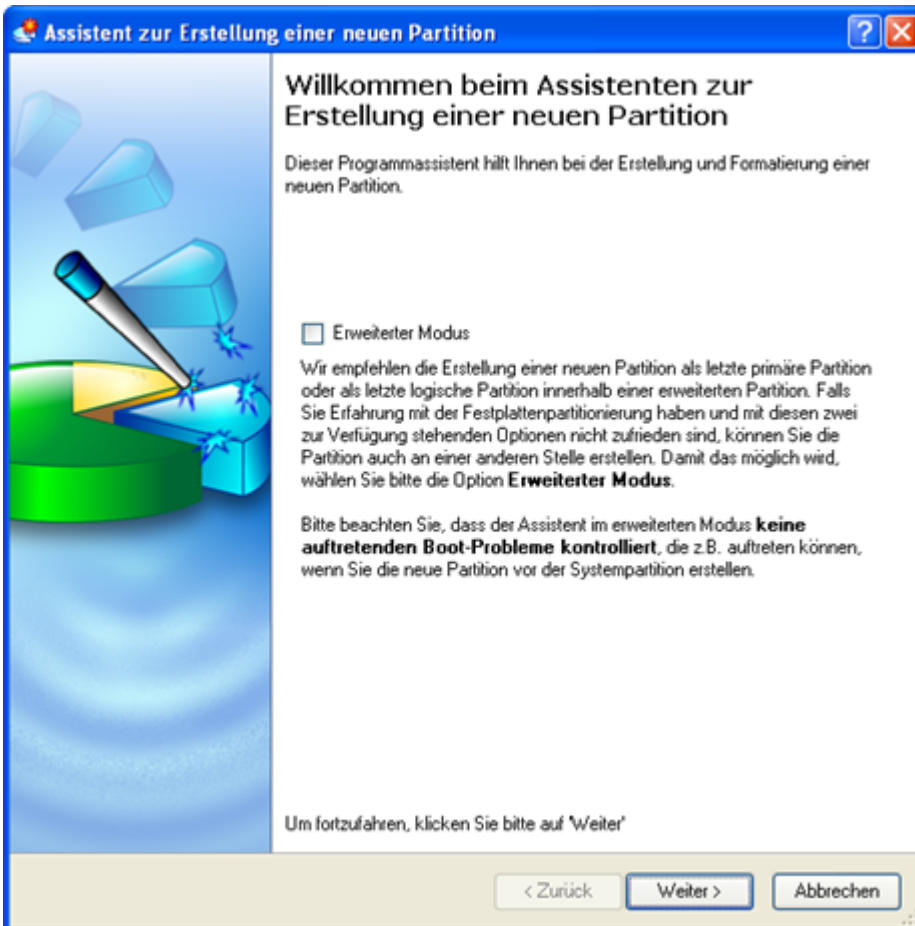 Assistent zur Erstellung einer neuen Partition
Willkommen beim Assistenten zur
Erstellung einer neuen Partition
Dieser Programmassistent hilft Ihnen bei der Erstellung und Formatierung einer
neuen Partition.
Erweiterter Modus
Wir empfehlen die Erstellung einer neuen Partition als letzte primäre Partition
oder als letzte logische Partition innerhalb einer erweiterten Partition. Falls
Sie Erfahrung mit der Festplattenpartitionierung haben und mit diesen zwei
zur Verfügung stehenden Optionen nicht zufrieden sind, können Sie die
Partition auch an einer anderen Stelle erstellen. Damit das möglich wird,
wählen Sie bitte die Option Erweiterter Modus.
Bitte beachten Sie, dass der Assistent im erweiterten Modus keine
auftretenden Boot-Probleme kontrolliert, die z.B. auftreten können,
wenn Sie die neue Partition vor der Systempartition erstellen.
Um fortzufahren, klicken Sie bitte auf 'Weiter'
< Zurück Weiter > Abbrechen